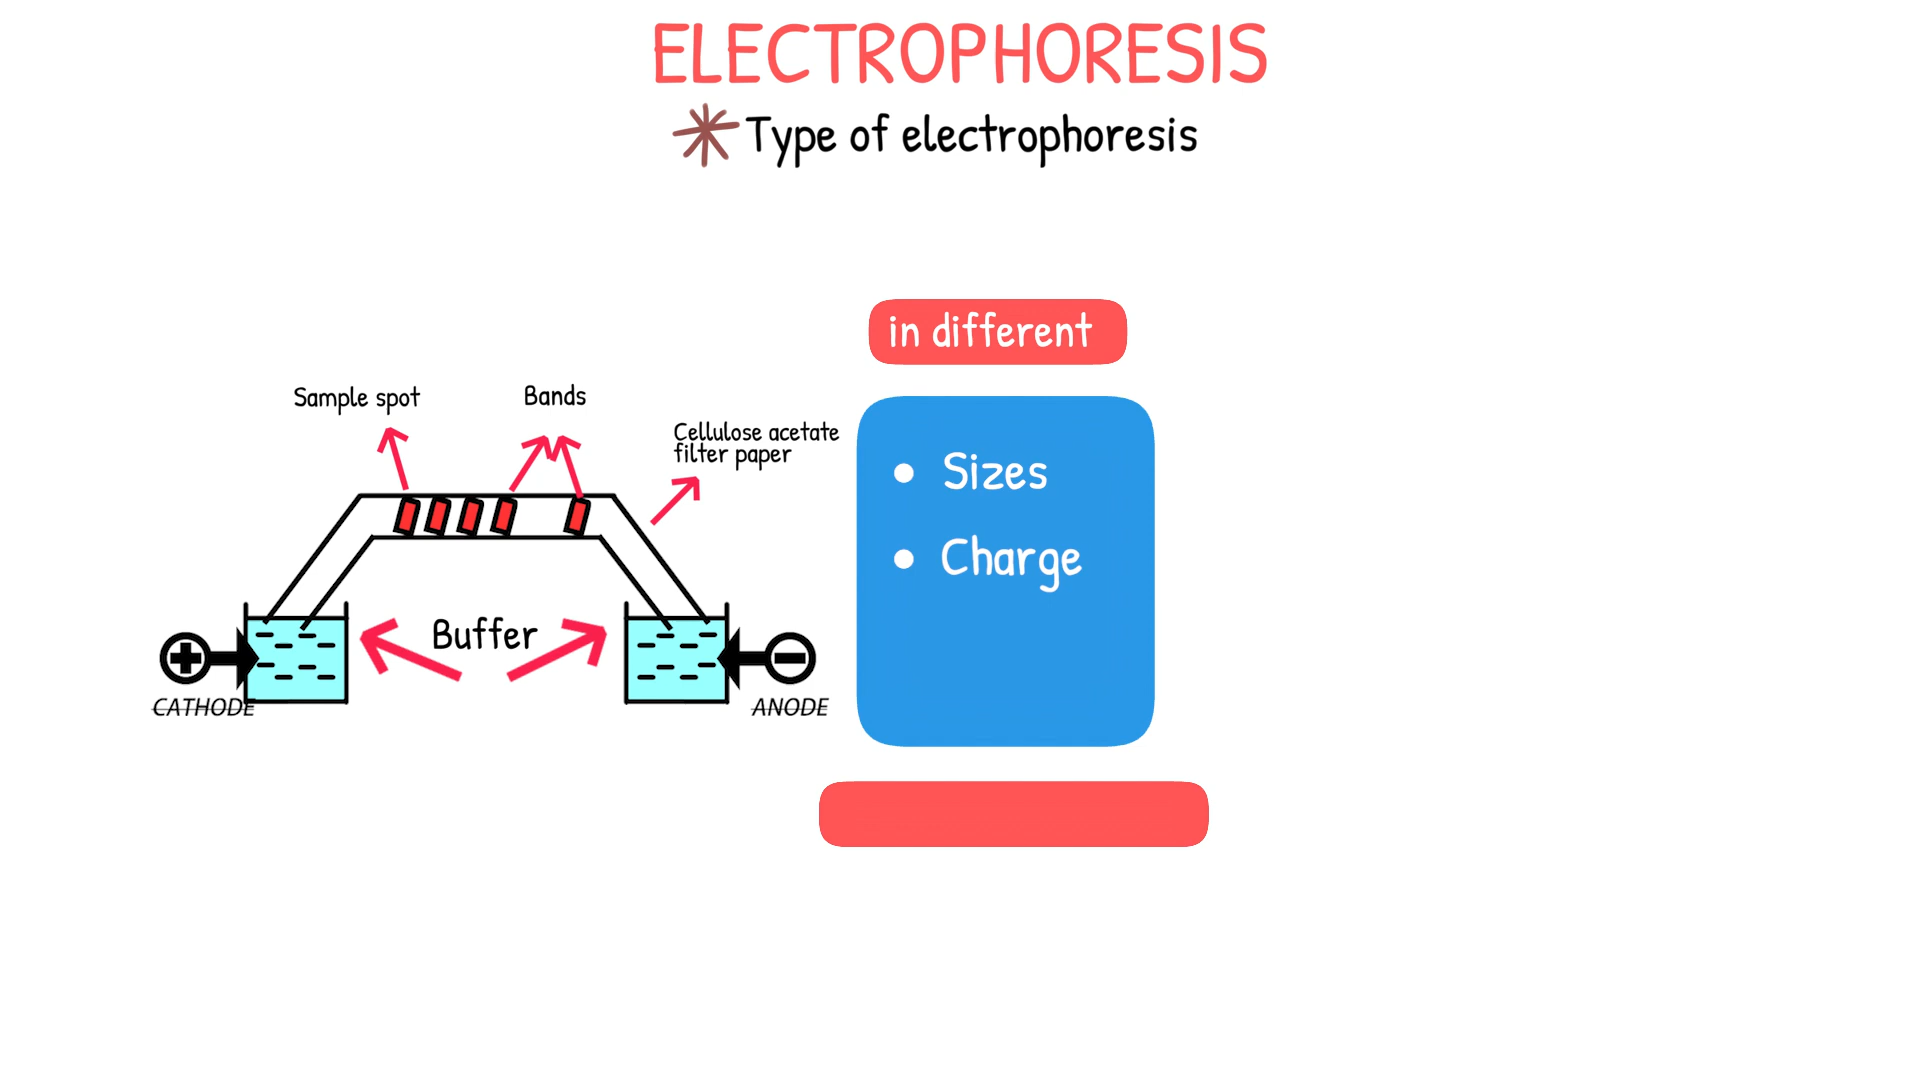 ELECTROPHORESIS
Type of electrophoresis
in different
Sample spot
Bands
Cellulose acetate
filter paper
• Sizes
• Charge
Buffer
CATHODE
ANODE